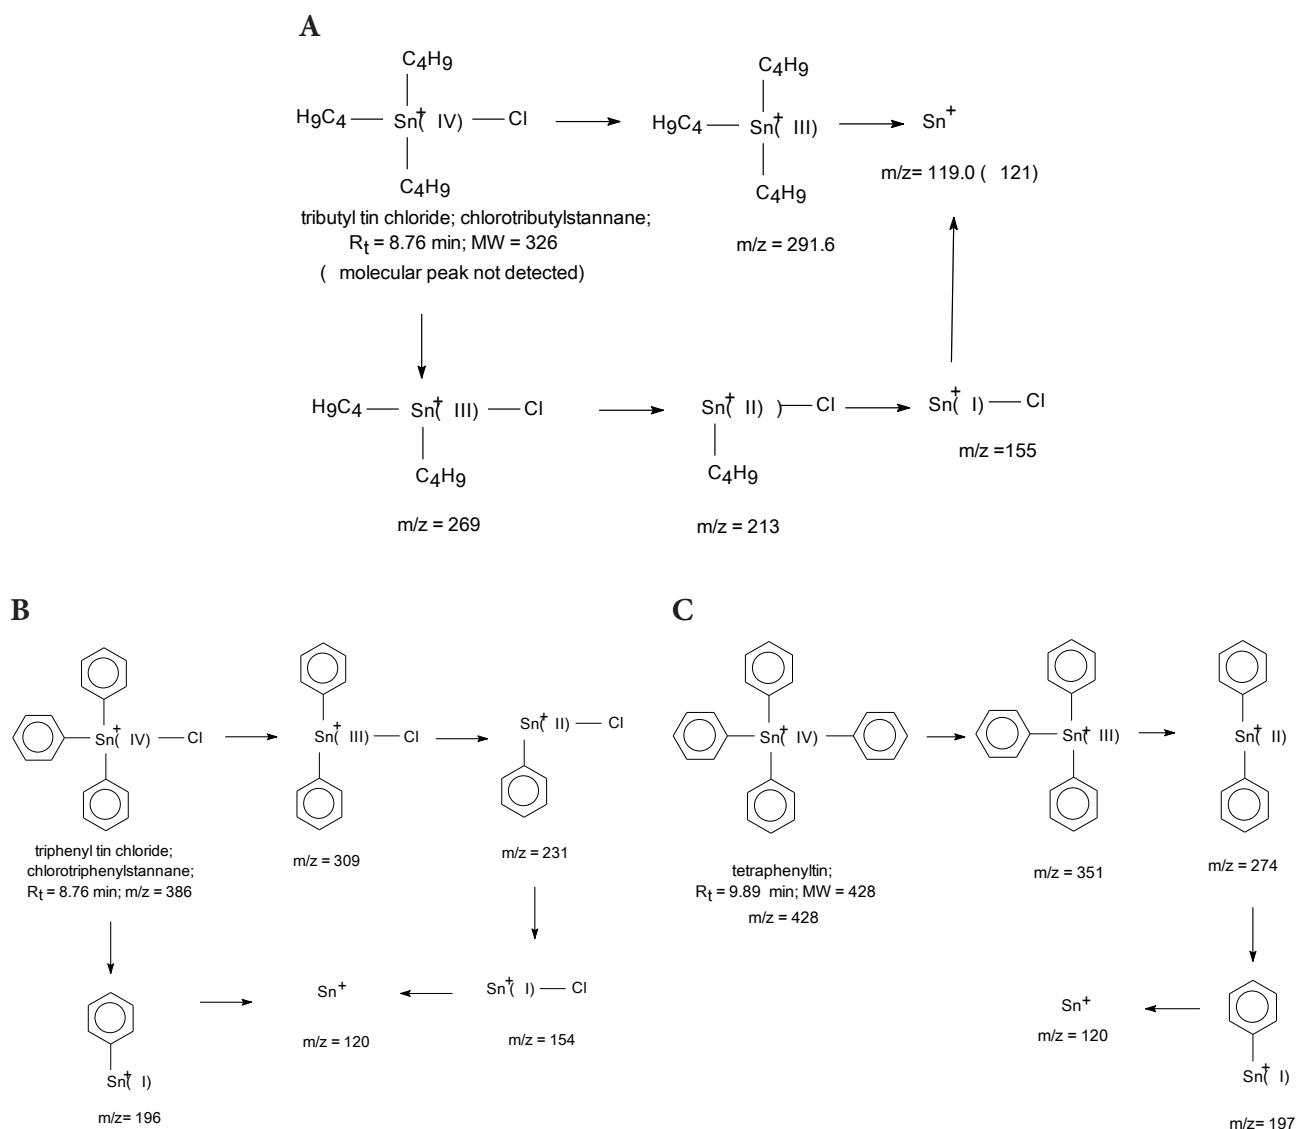 A
C4H9
H9C4 Sn+( IV) Cl
C4H9
tributyl tin chloride; chlorotributylstannane;
Rt = 8.76 min; MW = 326
( molecular peak not detected)
C4H9
H9C4 Sn+( III)
C4H9
m/z = 291.6
Sn+
m/z= 119.0 ( 121)
H9C4 Sn+( III) Cl
C4H9
m/z = 269
Sn+( II) ) Cl
C4H9
m/z = 213
Sn+( I) Cl
m/z =155
B
Sn+( IV) Cl
triphenyl tin chloride;
chlorotriphenylstannane;
Rt = 8.76 min; m/z = 386
Sn+( III) Cl
m/z = 309
Sn+( II) Cl
m/z = 231
Sn+( I) Cl
m/z = 154
Sn+
m/z = 120
Sn+( I)
m/z= 196
C
Sn+( IV)
tetraphenyltin;
Rt = 9.89 min; MW = 428
m/z = 428
Sn+( III)
m/z = 351
Sn+( II)
m/z = 274
Sn+
m/z = 120
Sn+( I)
m/z = 197